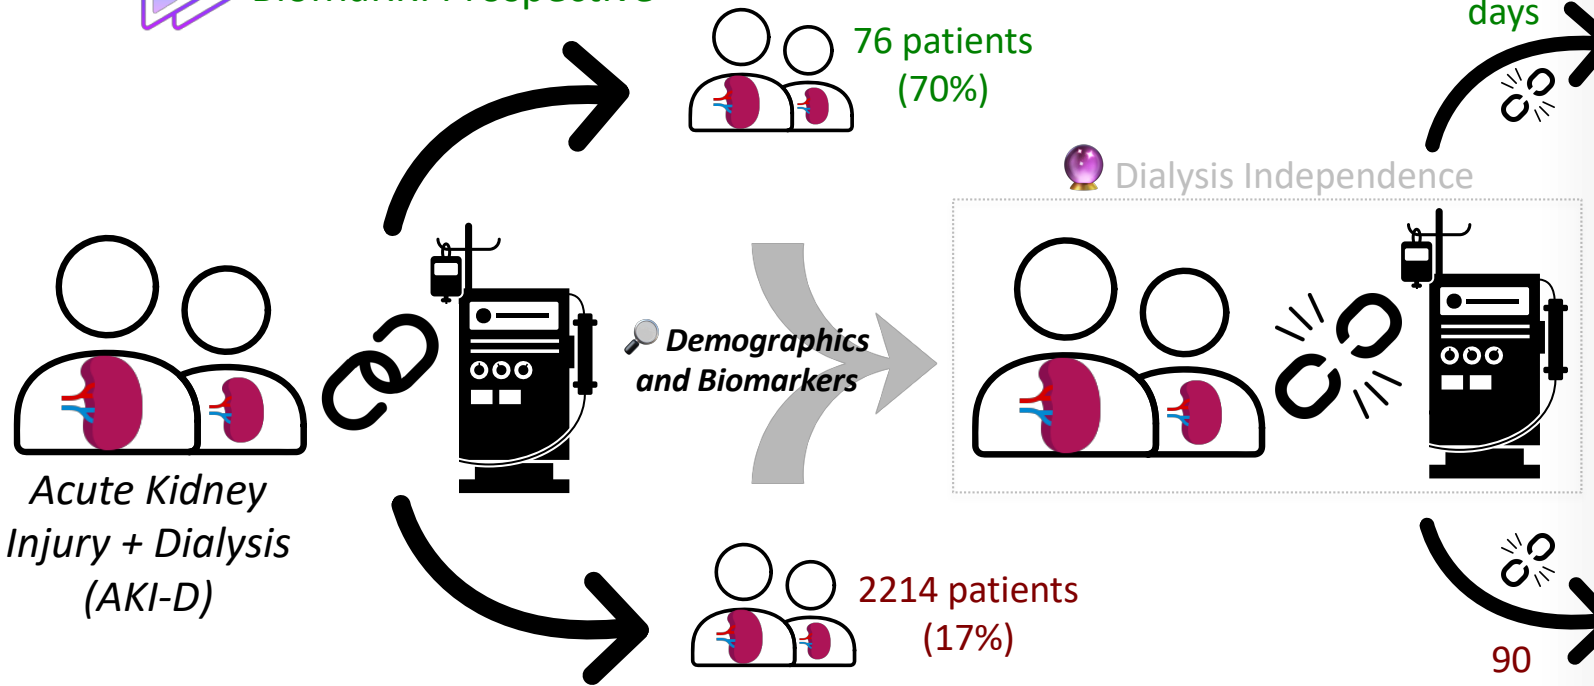 days
76 patients
(70%)
Dialysis Independence
Demographics
and Biomarkers
Acute Kidney
Injury + Dialysis
(AKI-D)
2214 patients
(17%)
90